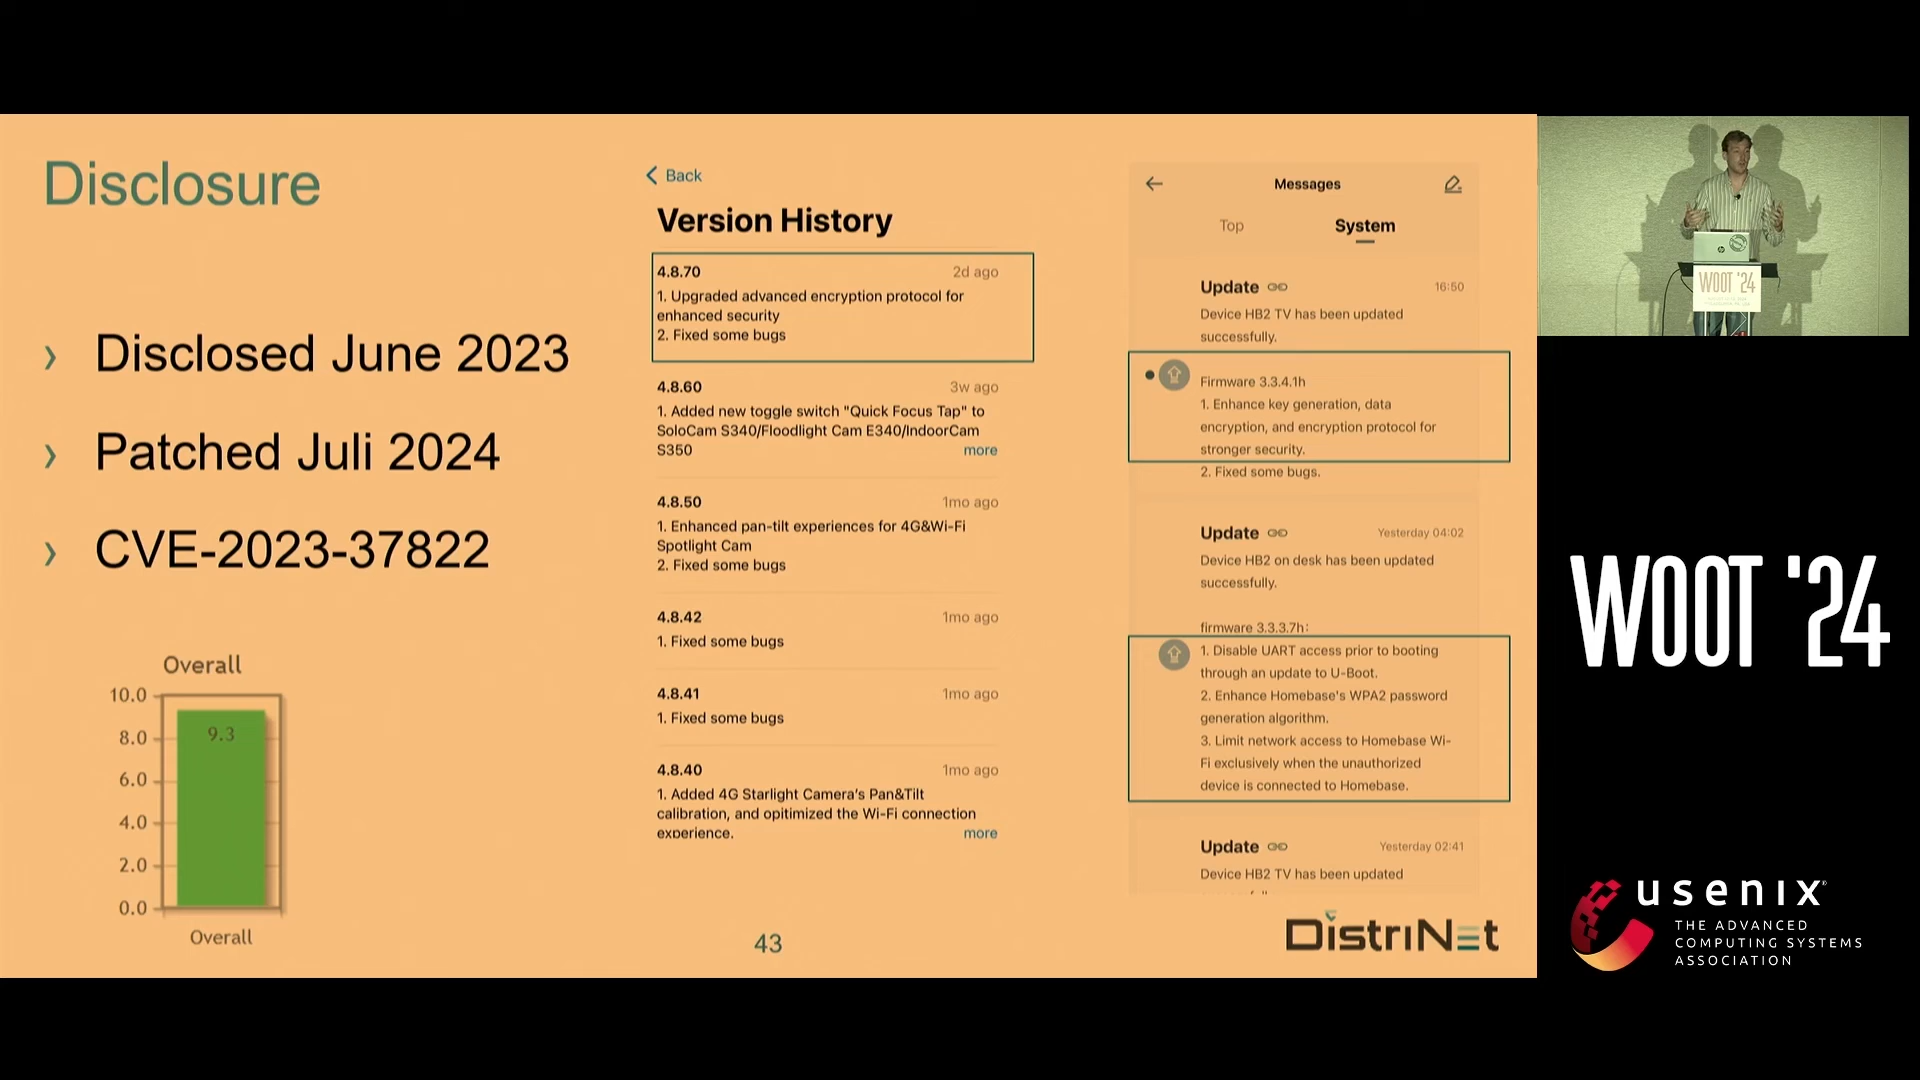 Disclosure
› Disclosed June 2023
› Patched Juli 2024
› CVE-2023-37822
Overall
10.0
8.0
6.0
4.0
2.0
0.0
9.3
Overall
Back
Version History
4.8.70 2d ago
1. Upgraded advanced encryption protocol for
enhanced security
2. Fixed some bugs
4.8.60 3w ago
1. Added new toggle switch "Quick Focus Tap" to
SoloCam S340/Floodlight Cam E340/IndoorCam
S350 more
4.8.50 1mo ago
1. Enhanced pan-tilt experiences for 4G&Wi-Fi
Spotlight Cam
2. Fixed some bugs
4.8.42 1mo ago
1. Fixed some bugs
4.8.41 1mo ago
1. Fixed some bugs
4.8.40 1mo ago
1. Added 4G Starlight Camera's Pan&Tilt
calibration, and opitimized the Wi-Fi connection
experience. more
Messages
Top System
Update 16:50
Device HB2 TV has been updated
successfully.
Firmware 3.3.4.1h
1. Enhance key generation, data
encryption, and encryption protocol for
stronger security.
2. Fixed some bugs.
Update Yesterday 04:02
Device HB2 on desk has been updated
successfully.
firmware 3.3.3.7h:
1. Disable UART access prior to booting
through an update to U-Boot.
2. Enhance Homebase's WPA2 password
generation algorithm.
3. Limit network access to Homebase Wi-
Fi exclusively when the unauthorized
device is connected to Homebase.
Update Yesterday 02:41
Device HB2 TV has been updated
43
DistriNet
WOOT '24
hp
WOOT '24
usenix
THE ADVANCED
COMPUTING SYSTEMS
ASSOCIATION